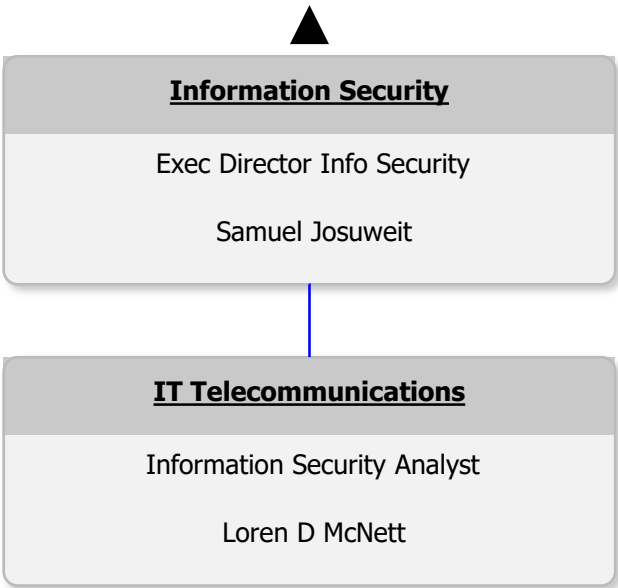 Information Security
Exec Director Info Security
Samuel Josuweit
IT Telecommunications
Information Security Analyst
Loren D McNett